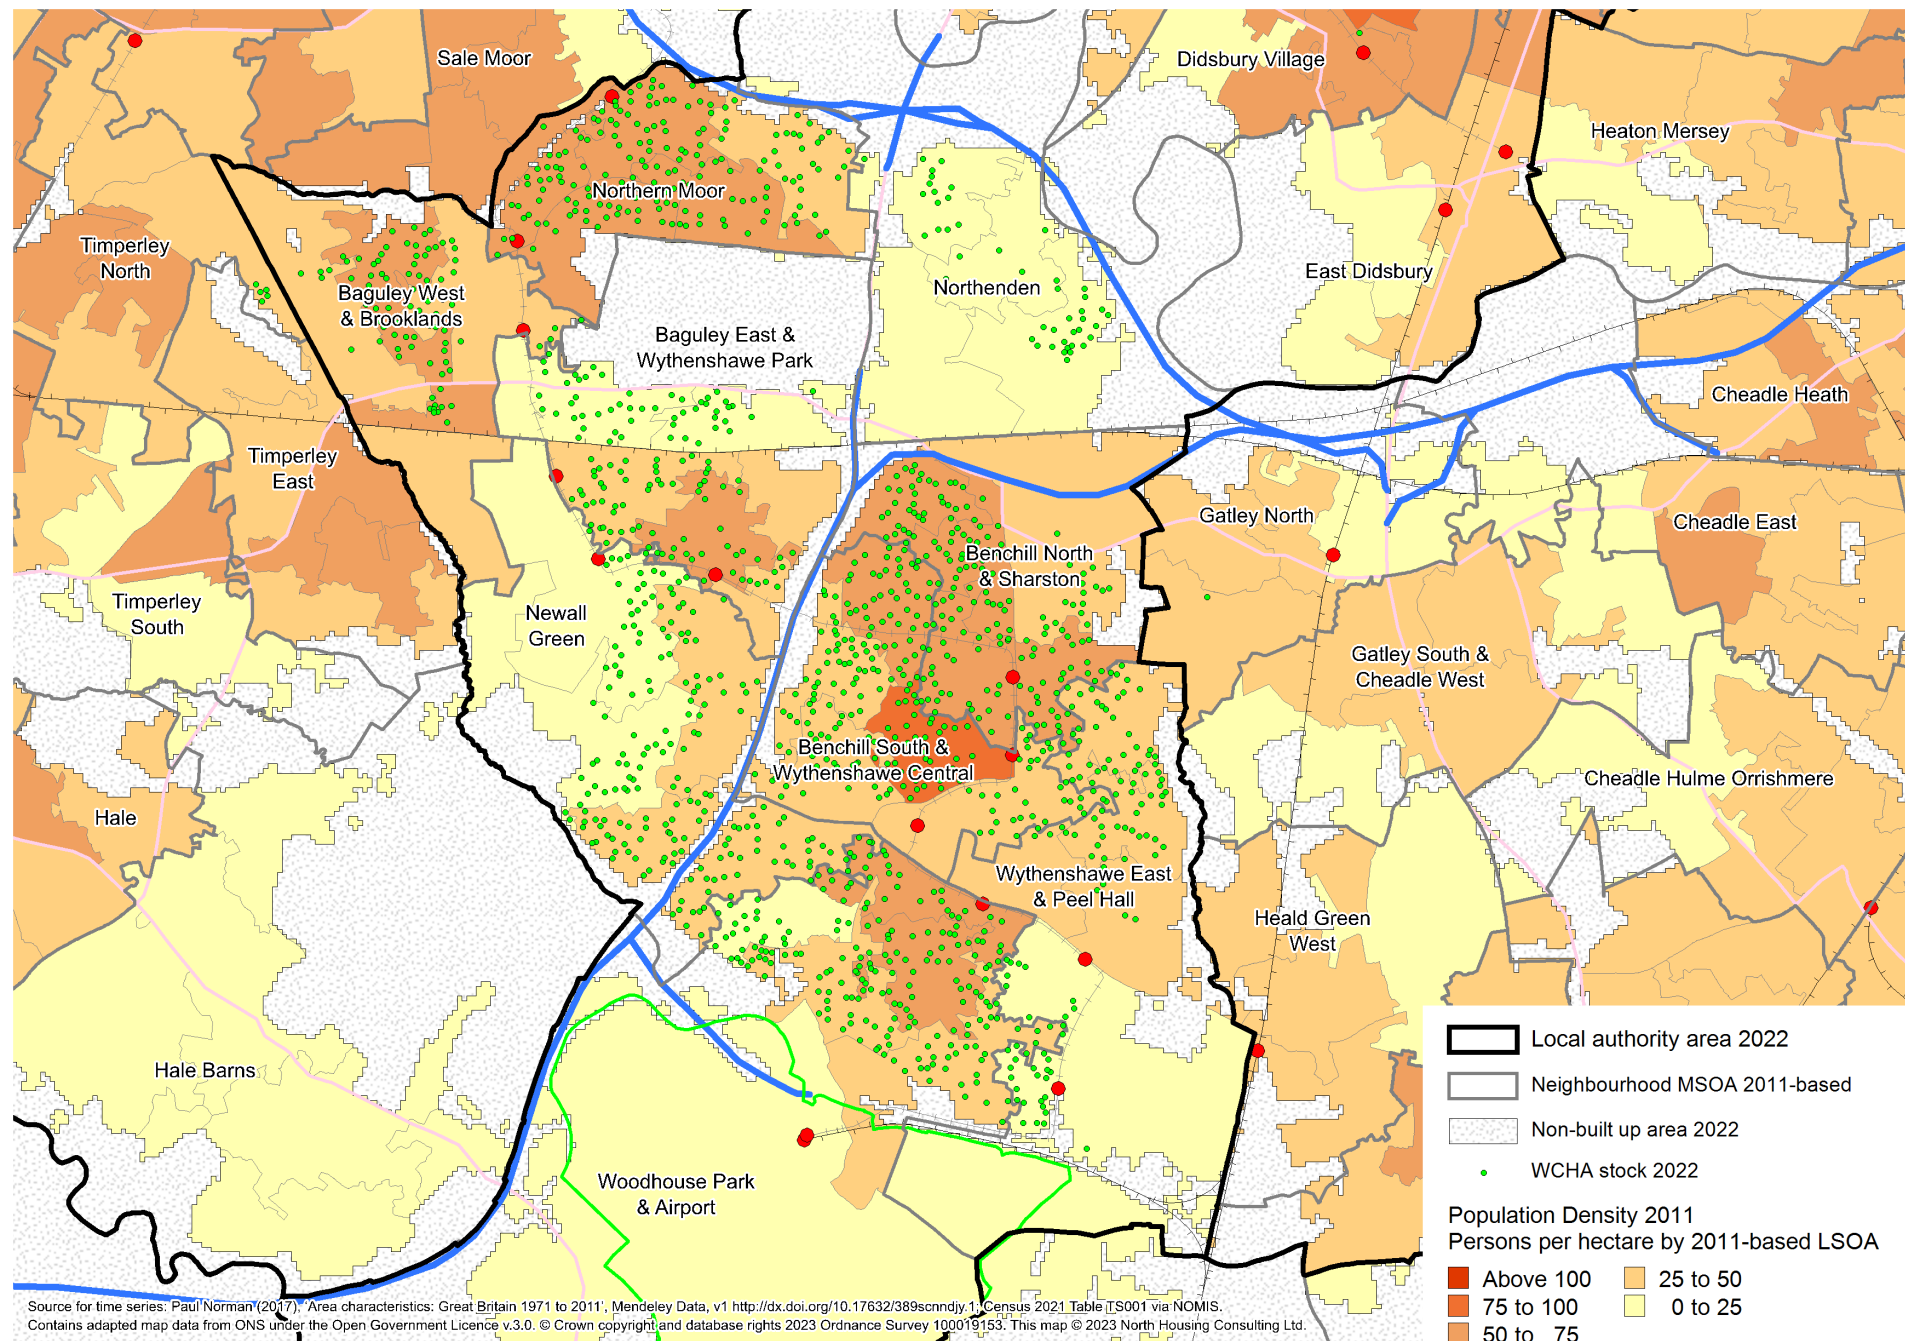 Sale Moor
Didsbury Village
Heaton Mersey
Northern Moor
Timperley
North
East Didsbury
Baguley West
& Brooklands
Northenden
Baguley East &
Wythenshawe Park
Cheadle Heath
Timperley
East
Gatley North
Cheadle East
Benchill North
& Sharston
Timperley
South
Newall
Green
Gatley South &
Cheadle West
Benchill South &
Wythenshawe Central
Cheadle Hulme Orrishmere
Hale
Wythenshawe East
& Peel Hall
Heald Green
West
Hale Barns
Woodhouse Park
& Airport
Local authority area 2022
Neighbourhood MSOA 2011-based
Non-built up area 2022
WCHA stock 2022
Population Density 2011
Persons per hectare by 2011-based LSOA
Above 100
25 to 50
75 to 100
0 to 25
50 to 75
Source for time series: Paul Norman (2017), 'Area characteristics: Great Britain 1971 to 2011', Mendeley Data, v1 http://dx.doi.org/10.17632/389scnndjy.1; Census 2021 Table TS001 via NOMIS.
Contains adapted map data from ONS under the Open Government Licence v.3.0. © Crown copyright and database rights 2023 Ordnance Survey 100019153. This map © 2023 North Housing Consulting Ltd.